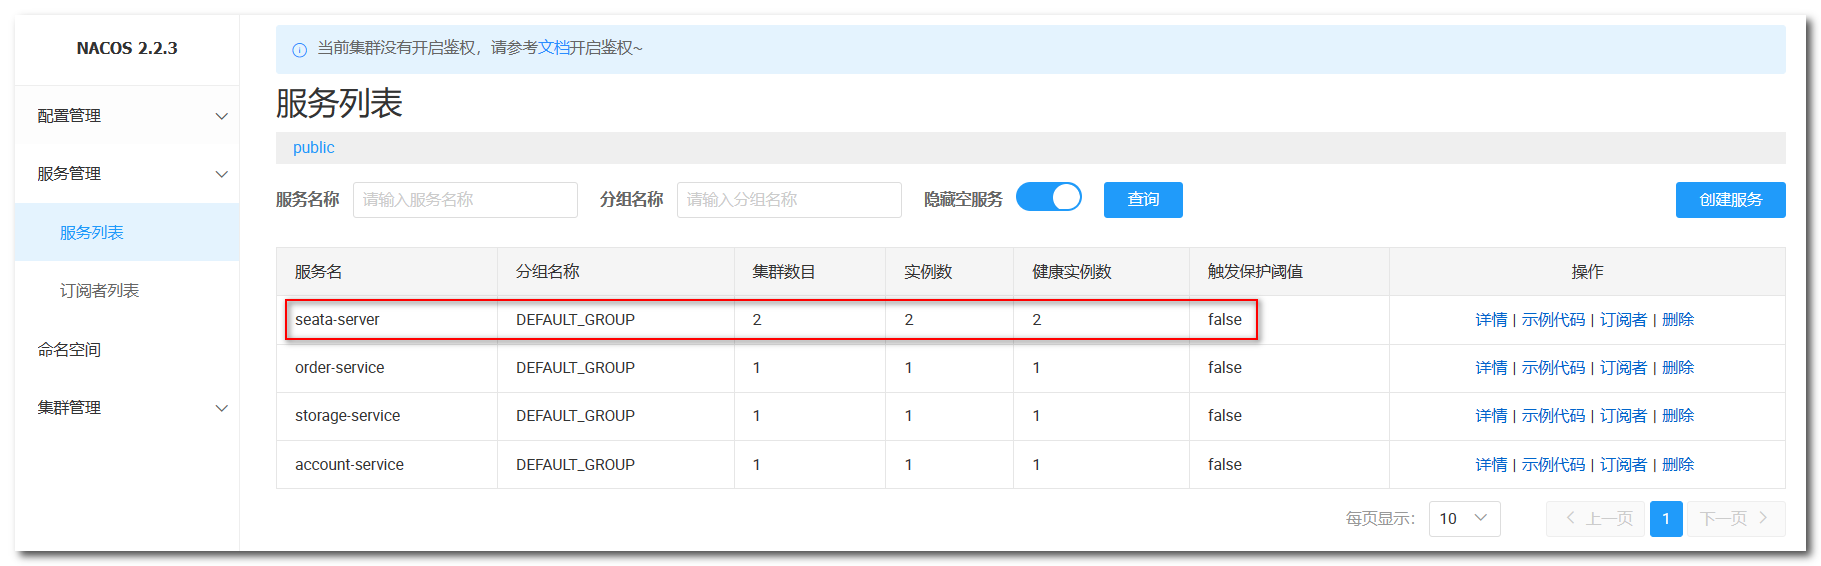 NACOS 2.2.3
配置管理
服务管理
服务列表
订阅者列表
命名空间
集群管理
当前集群没有开启鉴权，请参考文档开启鉴权~
服务列表
public
服务名称 请输入服务名称 分组名称 请输入分组名称 隐藏空服务 查询 创建服务
服务名 分组名称 集群数目 实例数 健康实例数 触发保护阈值 操作
seata-server DEFAULT_GROUP 2 2 2 false 详情 | 示例代码 | 订阅者 | 删除
order-service DEFAULT_GROUP 1 1 1 false 详情 | 示例代码 | 订阅者 | 删除
storage-service DEFAULT_GROUP 1 1 1 false 详情 | 示例代码 | 订阅者 | 删除
account-service DEFAULT_GROUP 1 1 1 false 详情 | 示例代码 | 订阅者 | 删除
每页显示： 10 上一页 1 下一页